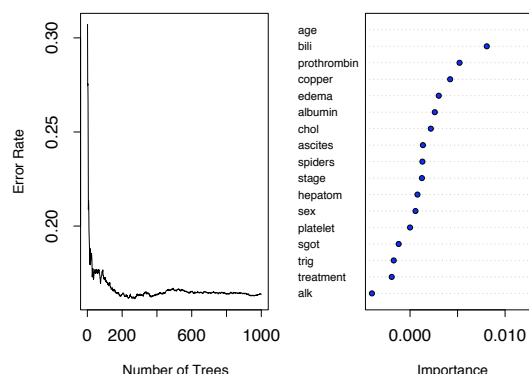 0.30
0.25
0.20
Error Rate
0
200
600
1000
Number of Trees
age
bili
prothrombin
copper
edema
albumin
chol
ascites
spiders
stage
hepatom
sex
platelet
sgot
trig
treatment
alk
0.000
0.010
Importance